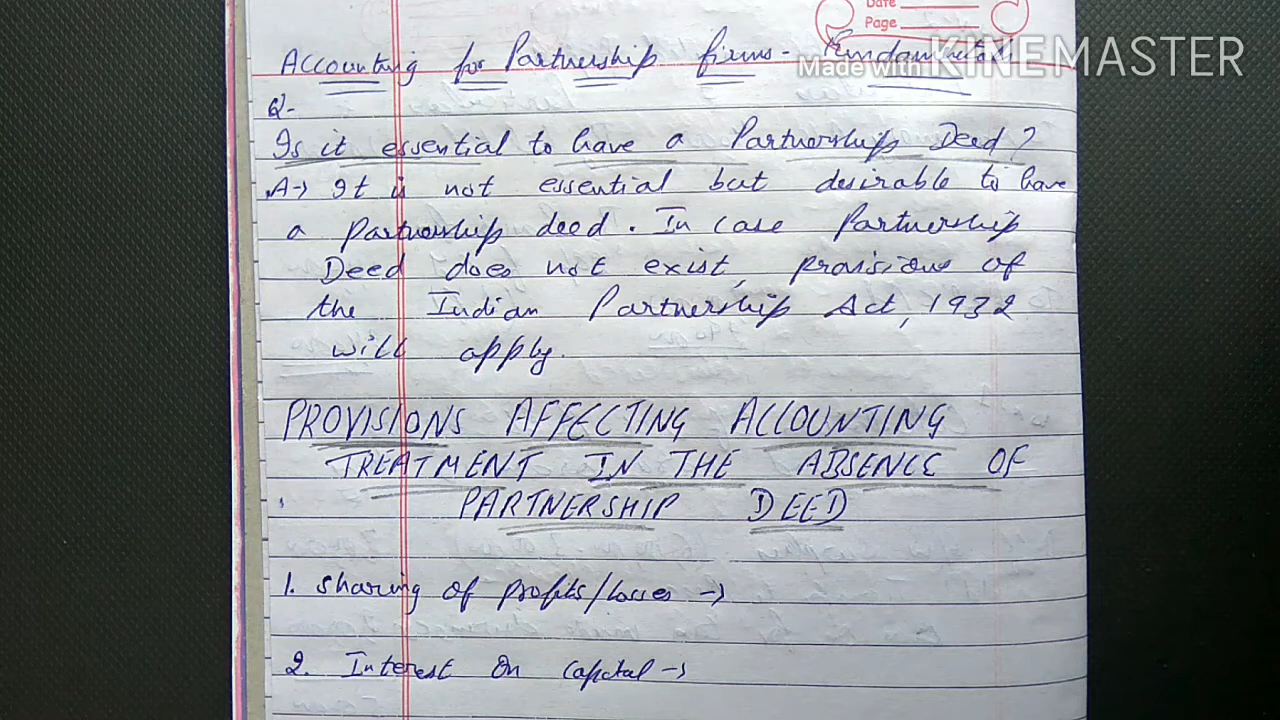 Date
Page
Accounting for Partnership firms - Fundamental
Made with KINEMASTER
Q-
Is it essential to have a Partnership Deed?
A→ It is not essential but desirable to have
a partnership deed. In case Partnership
Deed does not exist, provisions of
the Indian Partnership Act, 1932
will apply.
PROVISIONS AFFECTING ACCOUNTING
TREATMENT IN THE ABSENCE OF
PARTNERSHIP DEED
1. Sharing of profits/losses →
2. Interest on capital →